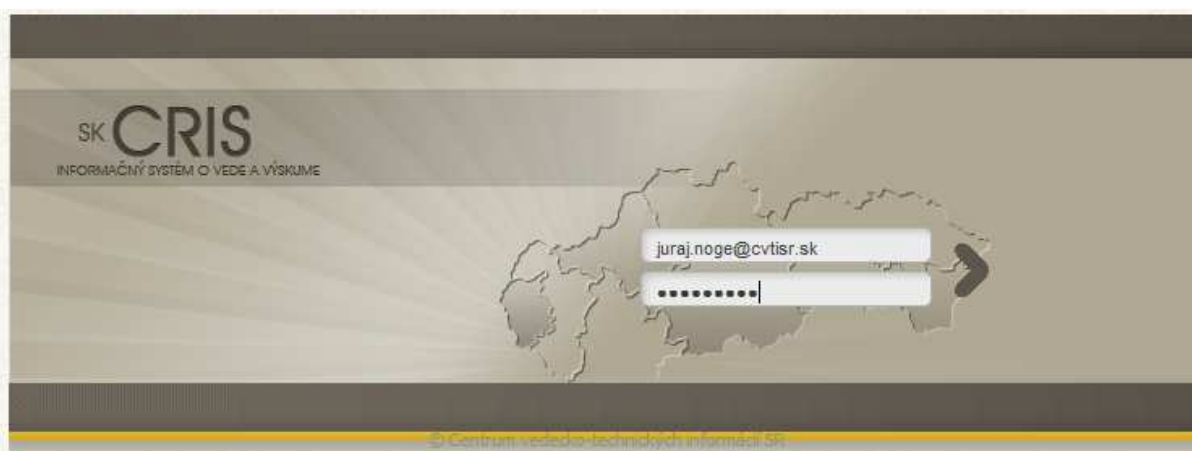 SK CRIS
INFORMAČNÝ SYSTÉM O VEDE A VÝSKUME
juraj.noge@cvtisr.sk
•••••••••
© Centrum vedecko-technických informácií SR